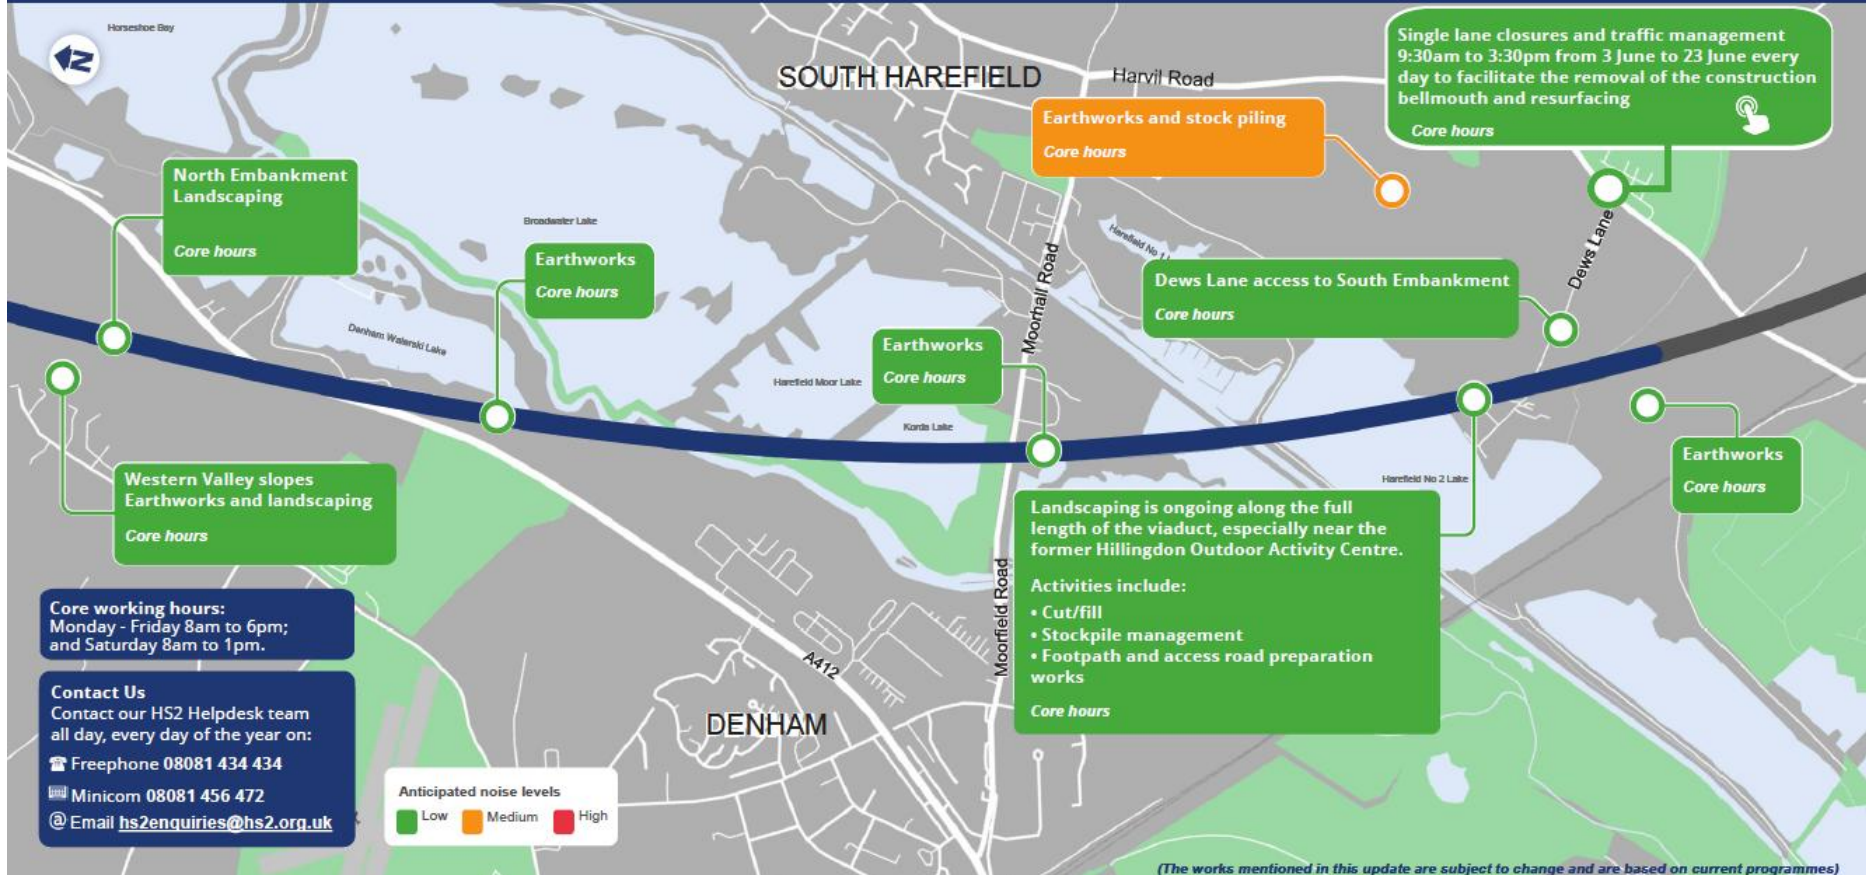 Horseshoe Bay
N
SOUTH HAREFIELD
Harvil Road
Single lane closures and traffic management
9:30am to 3:30pm from 3 June to 23 June every
day to facilitate the removal of the construction
bellmouth and resurfacing
Core hours
Earthworks and stock piling
Core hours
North Embankment
Landscaping
Core hours
Broadwater Lake
Earthworks
Core hours
Harefield No 1
Dews Lane
Moorhall Road
Dews Lane access to South Embankment
Core hours
Denham Waterski Lake
Earthworks
Core hours
Harefield Moor Lake
Korda Lake
Western Valley slopes
Earthworks and landscaping
Core hours
Harefield No 2 Lake
Earthworks
Core hours
Landscaping is ongoing along the full
length of the viaduct, especially near the
former Hillingdon Outdoor Activity Centre.
Activities include:
• Cut/fill
• Stockpile management
• Footpath and access road preparation
works
Core hours
Moorfield Road
A412
DENHAM
Core working hours:
Monday - Friday 8am to 6pm;
and Saturday 8am to 1pm.
Contact Us
Contact our HS2 Helpdesk team
all day, every day of the year on:
Freephone 08081 434 434
Minicom 08081 456 472
@ Email hs2enquiries@hs2.org.uk
Anticipated noise levels
Low Medium High
(The works mentioned in this update are subject to change and are based on current programmes)